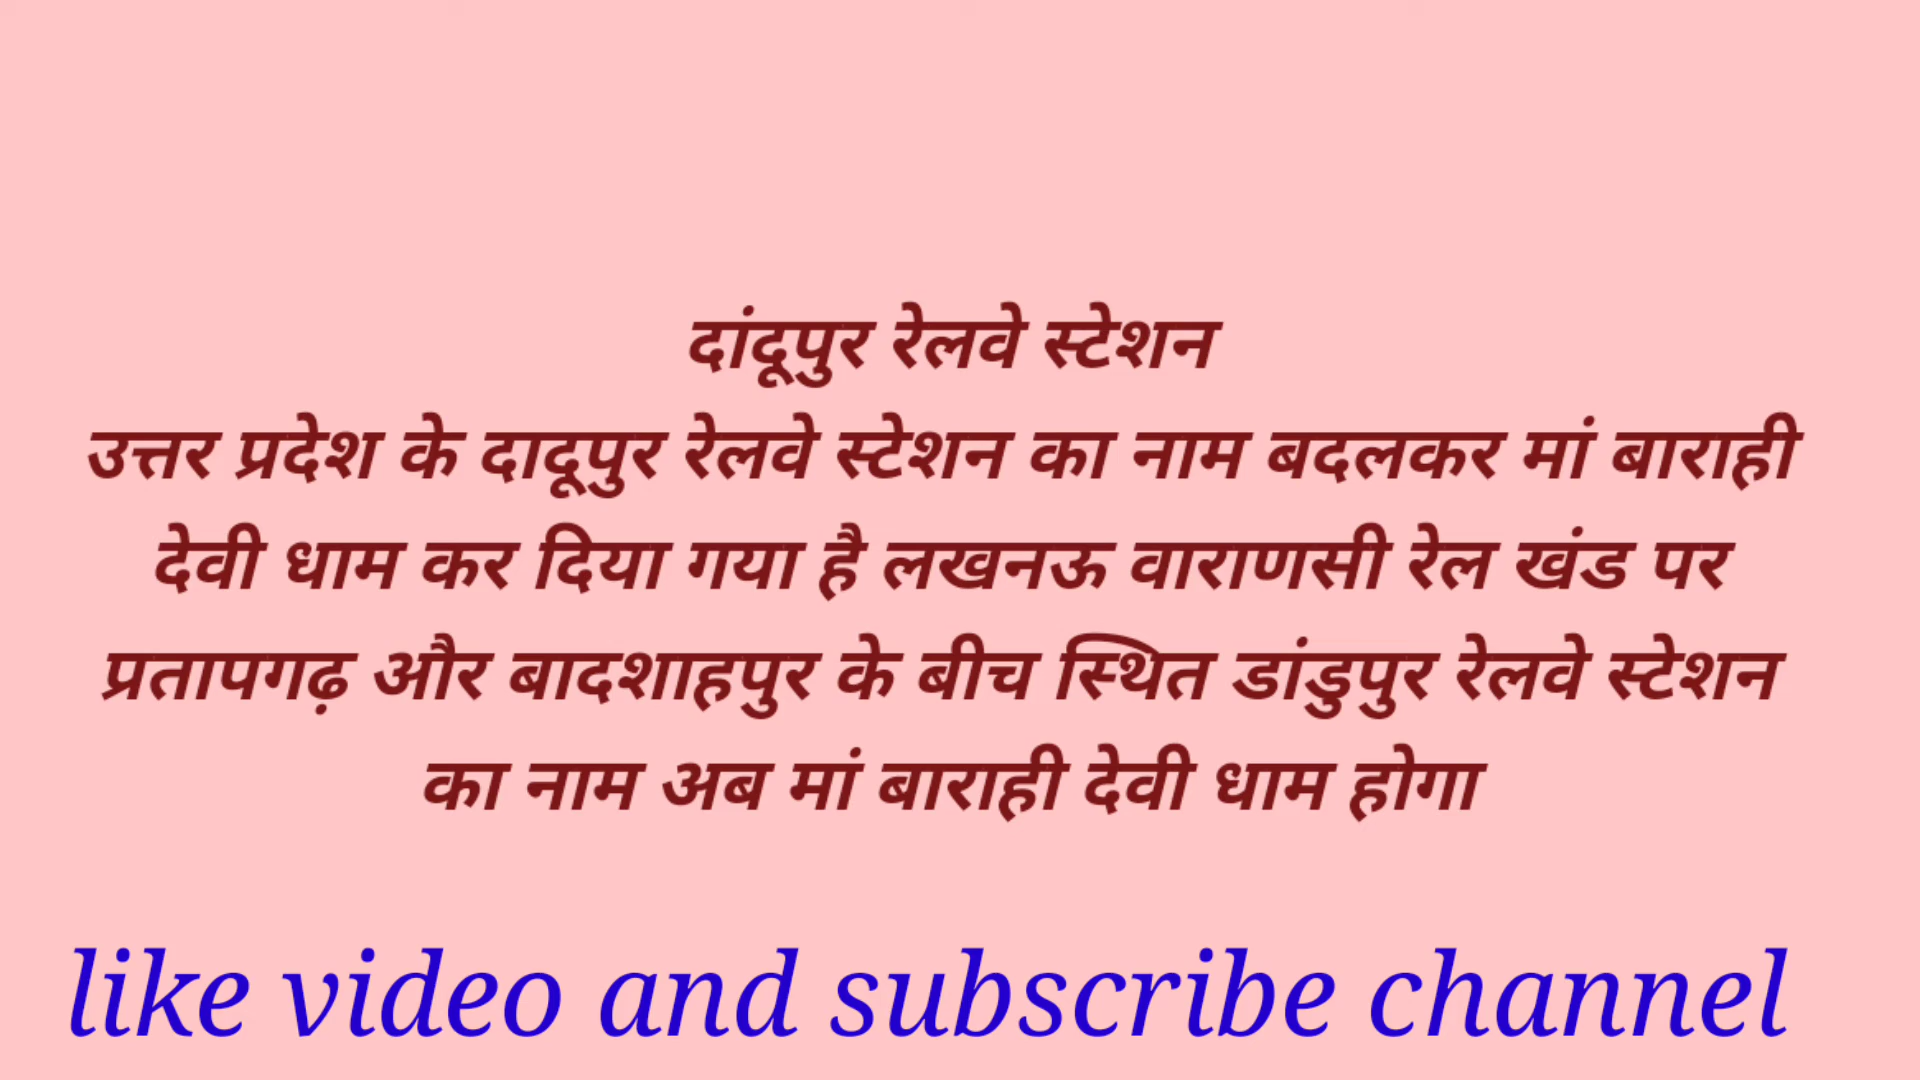 दांदूपुर रेलवे स्टेशन
उत्तर प्रदेश के दादूपुर रेलवे स्टेशन का नाम बदलकर मां बाराही
देवी धाम कर दिया गया है लखनऊ वाराणसी रेल खंड पर
प्रतापगढ़ और बादशाहपुर के बीच स्थित डांडुपुर रेलवे स्टेशन
का नाम अब मां बाराही देवी धाम होगा
like video and subscribe channel